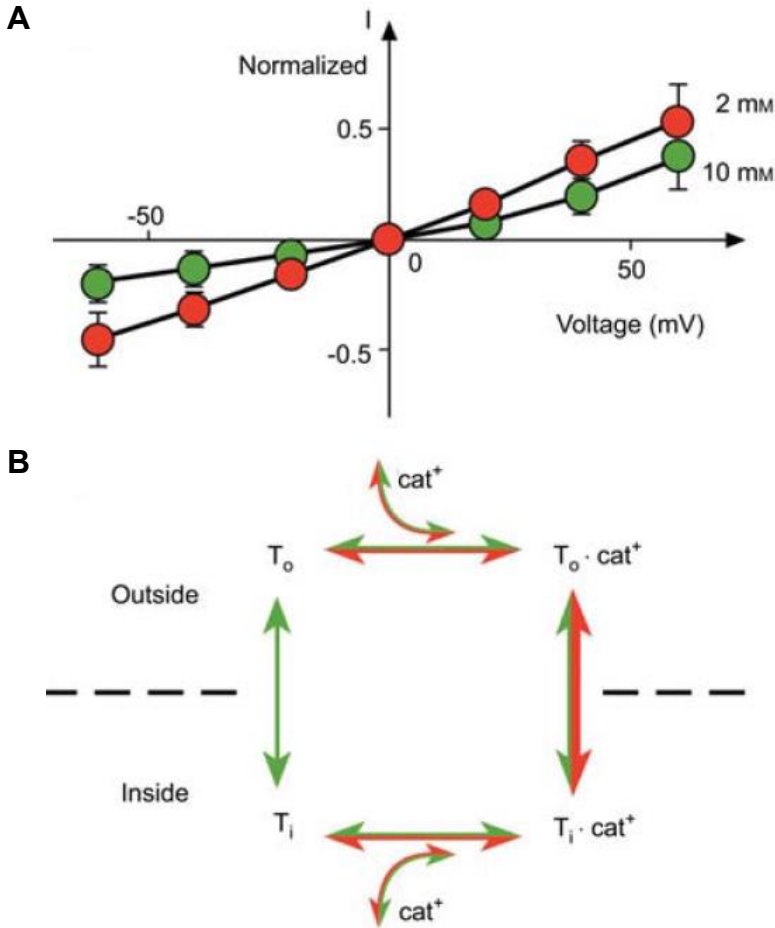 A
I
Normalized
2 mM
0.5
10 mM
-50
0
50
Voltage (mV)
-0.5
B
cat+
To
To · cat+
Outside
Inside
Ti
Ti · cat+
cat+